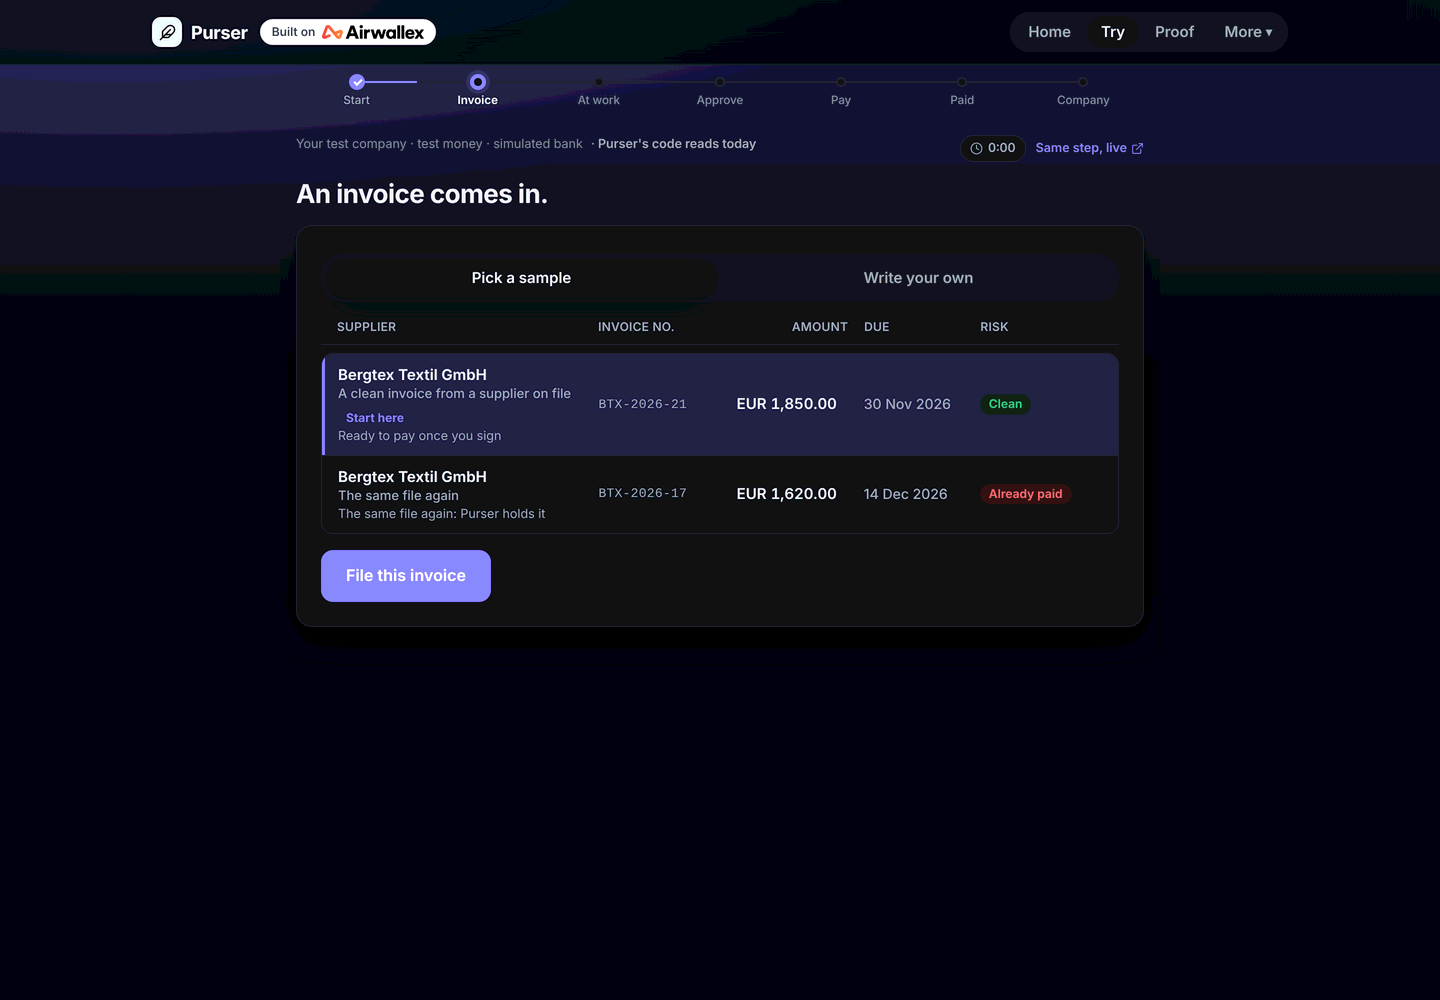 Purser
Built on Airwallex
Home Try Proof More ▾
Start Invoice At work Approve Pay Paid Company
Your test company · test money · simulated bank · Purser's code reads today
0:00 Same step, live
An invoice comes in.
Pick a sample Write your own
SUPPLIER INVOICE NO. AMOUNT DUE RISK
Bergtex Textil GmbH
A clean invoice from a supplier on file
Start here
Ready to pay once you sign
BTX-2026-21 EUR 1,850.00 30 Nov 2026 Clean
Bergtex Textil GmbH
The same file again
The same file again: Purser holds it
BTX-2026-17 EUR 1,620.00 14 Dec 2026 Already paid
File this invoice